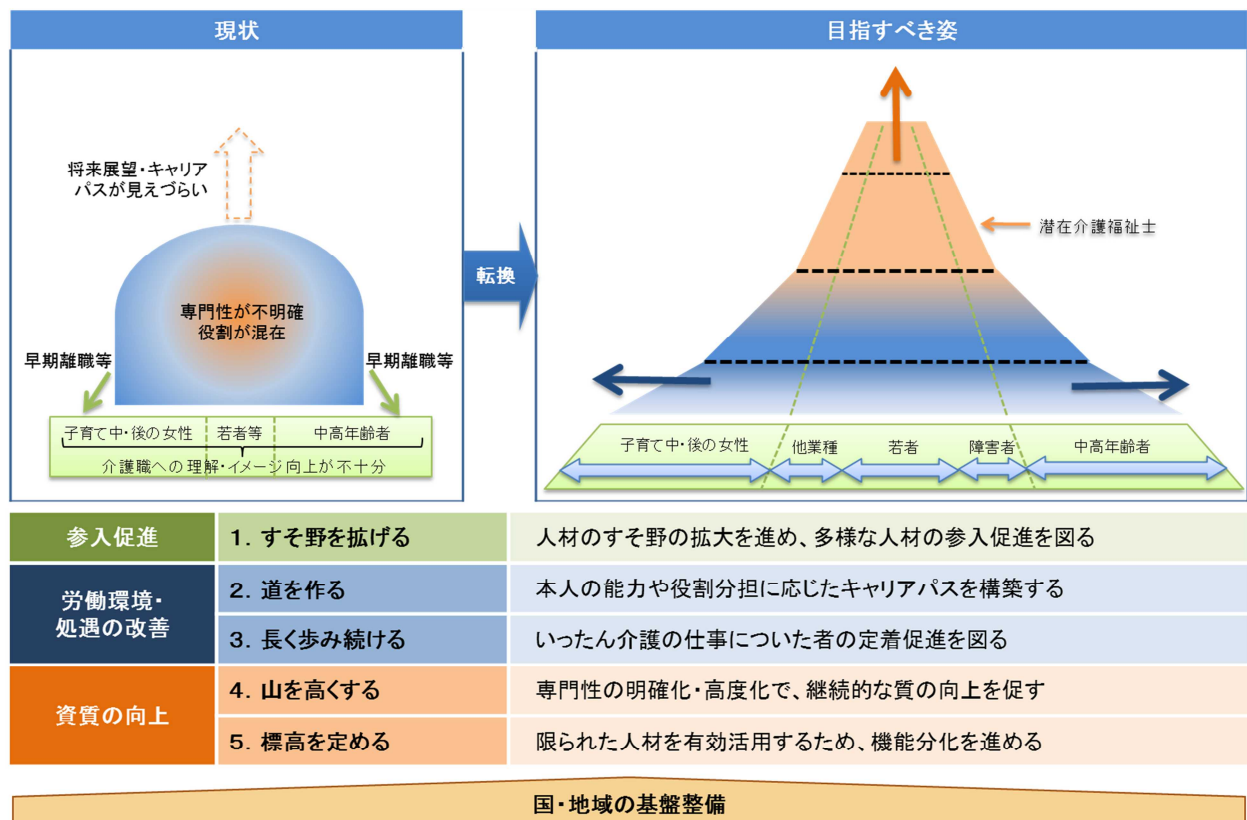 現状
将来展望・キャリア
パスが見えづらい
専門性が不明確
役割が混在
早期離職等
早期離職等
子育て中・後の女性
若者等
中高年齢者
介護職への理解・イメージ向上が不十分
転換
目指すべき姿
潜在介護福祉士
子育て中・後の女性
他業種
若者
障害者
中高年齢者
参入促進
1. すそ野を拡げる
人材のすそ野の拡大を進め、多様な人材の参入促進を図る
労働環境・
処遇の改善
2. 道を作る
本人の能力や役割分担に応じたキャリアパスを構築する
3. 長く歩み続ける
いったん介護の仕事についた者の定着促進を図る
資質の向上
4. 山を高くする
専門性の明確化・高度化で、継続的な質の向上を促す
5. 標高を定める
限られた人材を有効活用するため、機能分化を進める
国・地域の基盤整備